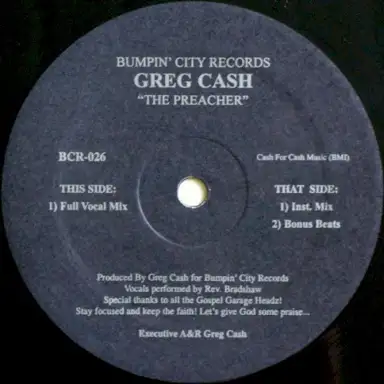 BUMPIN' CITY RECORDS
GREG CASH
"THE PREACHER"
BCR-026
Cash For Cash Music (BMI)
THIS SIDE:
1) Full Vocal Mix
THAT SIDE:
1) Inst. Mix
2) Bonus Beats
Produced By Greg Cash for Bumpin' City Records
Vocals performed by Rev. Bradshaw
Special thanks to all the Gospel Garage Headz!
Stay focused and keep the faith! Let's give God some praise...
Executive A&R Greg Cash